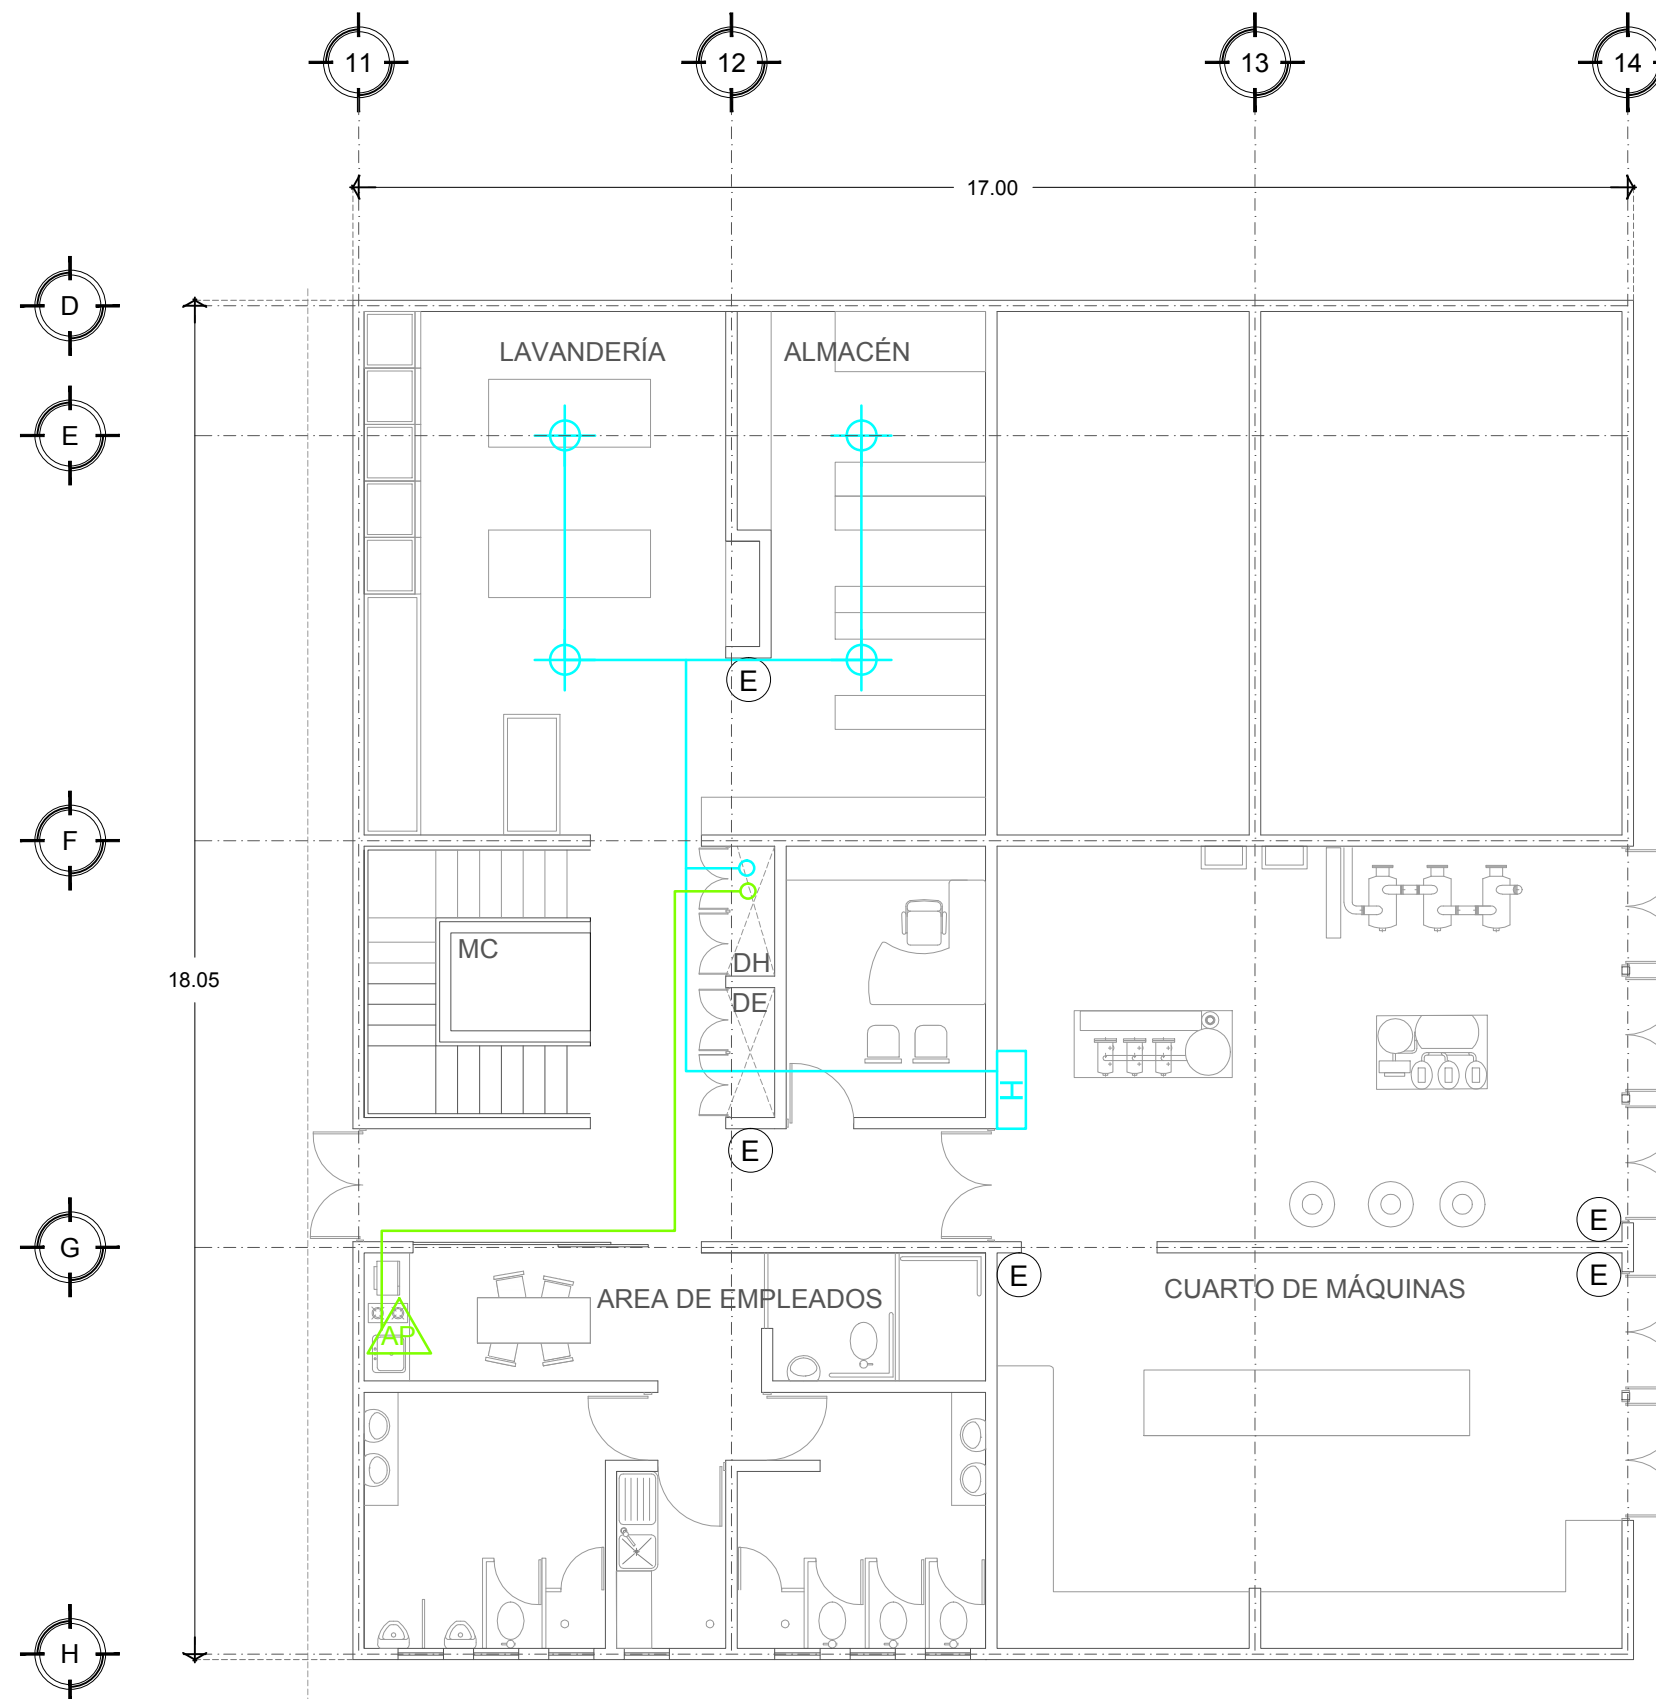 11
12
13
14
17.00
D
LAVANDERÍA
ALMACÉN
E
E
F
MC
DH
18.05
DE
H
E
E
G
E
E
CUARTO DE MÁQUINAS
AREA DE EMPLEADOS
AP
H